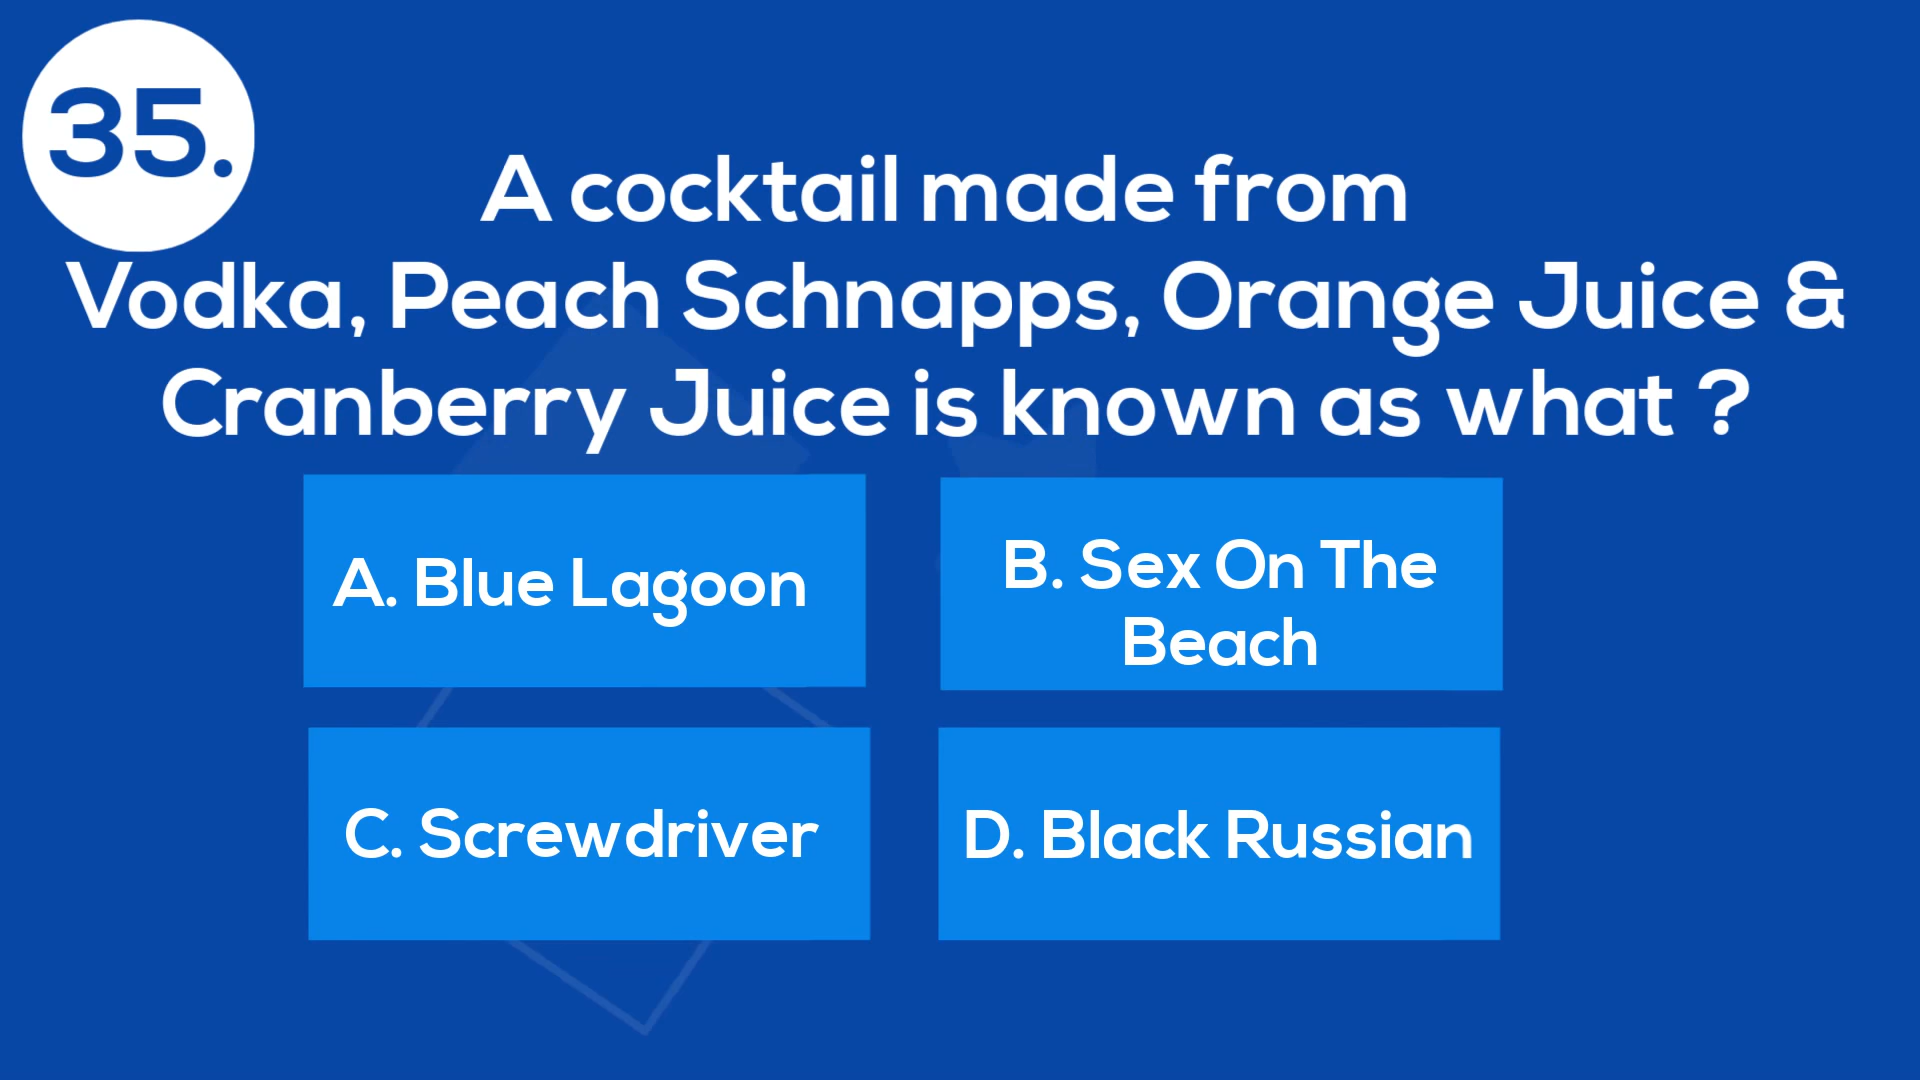 35.
A cocktail made from
Vodka, Peach Schnapps, Orange Juice &
Cranberry Juice is known as what ?
A. Blue Lagoon
B. Sex On The
Beach
C. Screwdriver
D. Black Russian